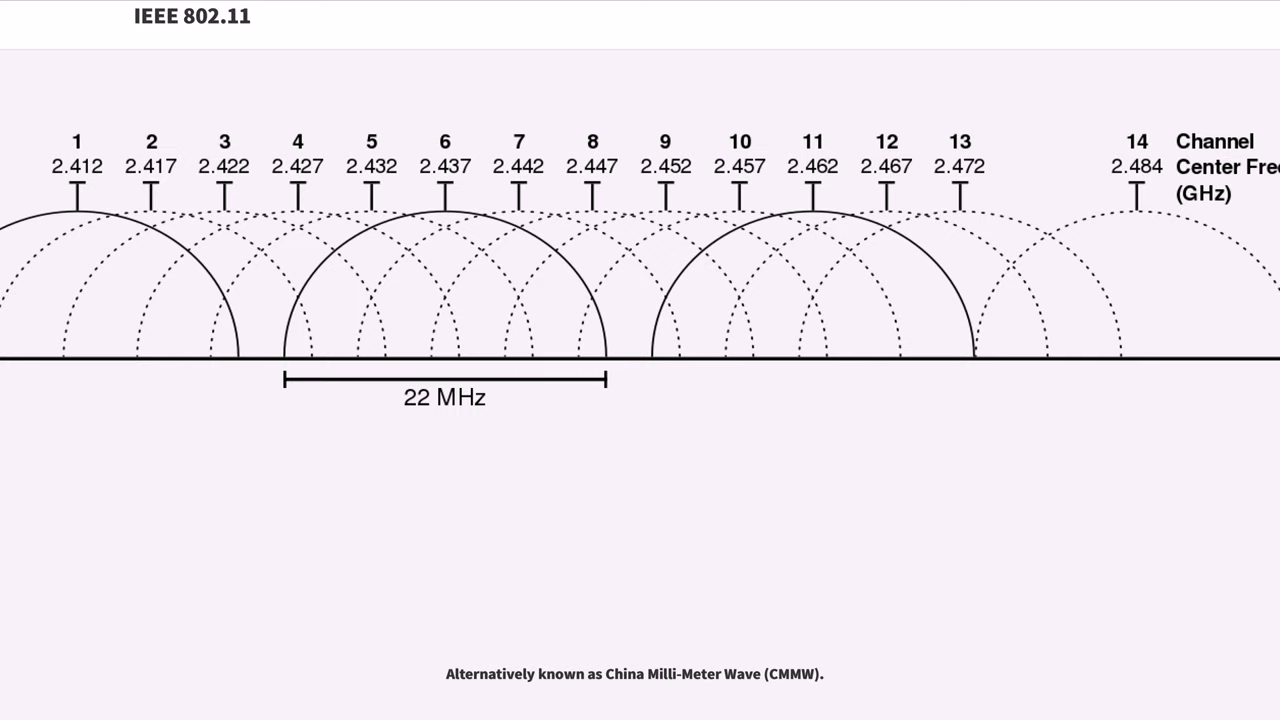 IEEE 802.11
1 2 3 4 5 6 7 8 9 10 11 12 13 14 Channel
2.412 2.417 2.422 2.427 2.432 2.437 2.442 2.447 2.452 2.457 2.462 2.467 2.472 2.484 Center Fre
(GHz)
22 MHz
Alternatively known as China Milli-Meter Wave (CMMW).